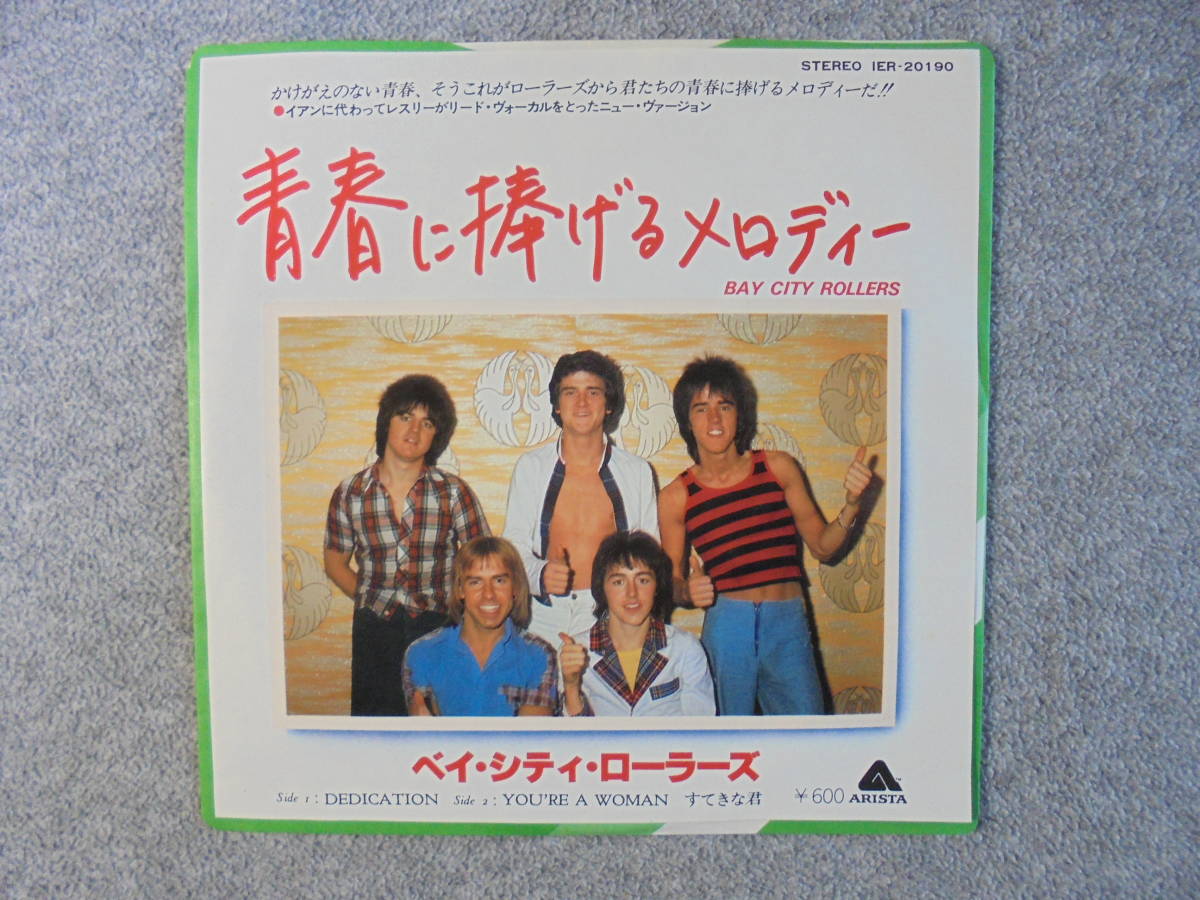 STEREO IER-20190
かけがえのない青春、そうこれがローラーズから君たちの青春に捧げるメロディーだ!!
●イアンに代わってレスリーがリード・ヴォーカルをとったニュー・ヴァージョン
青春に捧げるメロディー
BAY CITY ROLLERS
ベイ・シティ・ローラーズ
Side 1 : DEDICATION Side 2 : YOU'RE A WOMAN すてきな君 ¥600 ARISTA™